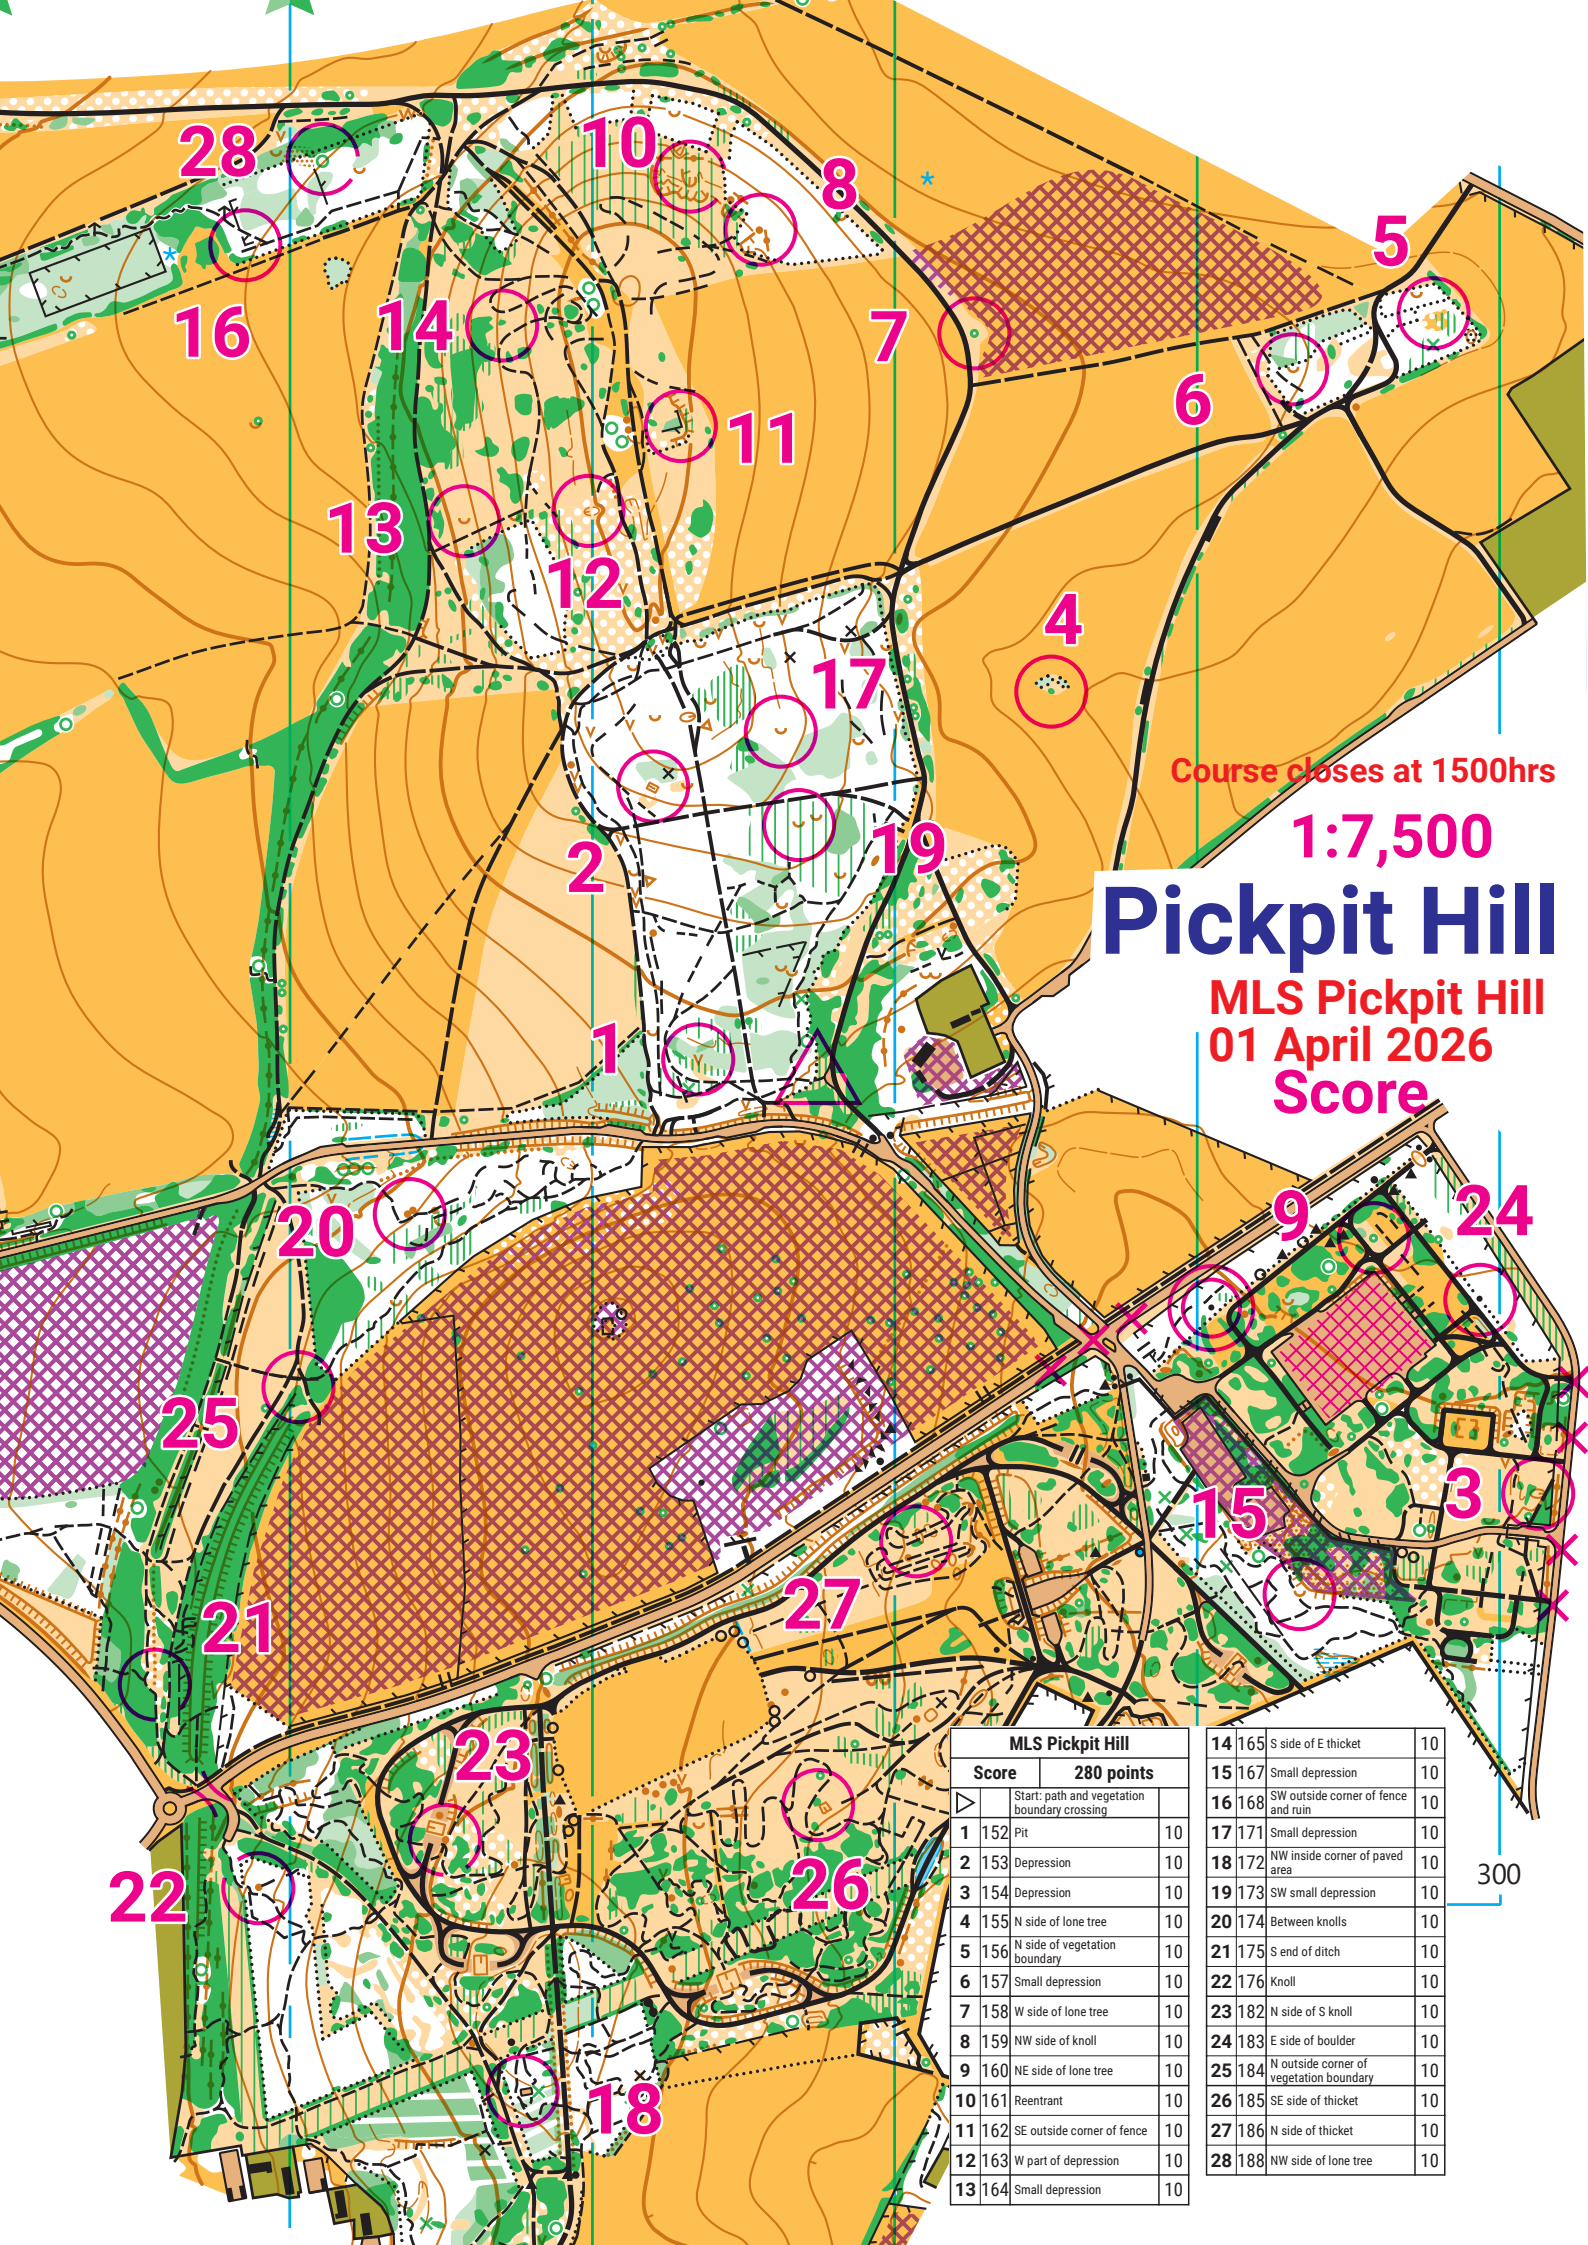 28
10
8
5
16
14
7
6
11
13
12
4
17
2
19
Course closes at 1500hrs
1:7,500
Pickpit Hill
MLS Pickpit Hill
01 April 2026
Score
1
20
9
24
25
3
15
21
27
23
22
26
18
300
MLS Pickpit Hill
Score 280 points
Start: path and vegetation
boundary crossing
1 152 Pit 10
2 153 Depression 10
3 154 Depression 10
4 155 N side of lone tree 10
5 156 N side of vegetation
boundary 10
6 157 Small depression 10
7 158 W side of lone tree 10
8 159 NW side of knoll 10
9 160 NE side of lone tree 10
10 161 Reentrant 10
11 162 SE outside corner of fence 10
12 163 W part of depression 10
13 164 Small depression 10
14 165 S side of E thicket 10
15 167 Small depression 10
16 168 SW outside corner of fence
and ruin 10
17 171 Small depression 10
18 172 NW inside corner of paved
area 10
19 173 SW small depression 10
20 174 Between knolls 10
21 175 S end of ditch 10
22 176 Knoll 10
23 182 N side of S knoll 10
24 183 E side of boulder 10
25 184 N outside corner of
vegetation boundary 10
26 185 SE side of thicket 10
27 186 N side of thicket 10
28 188 NW side of lone tree 10